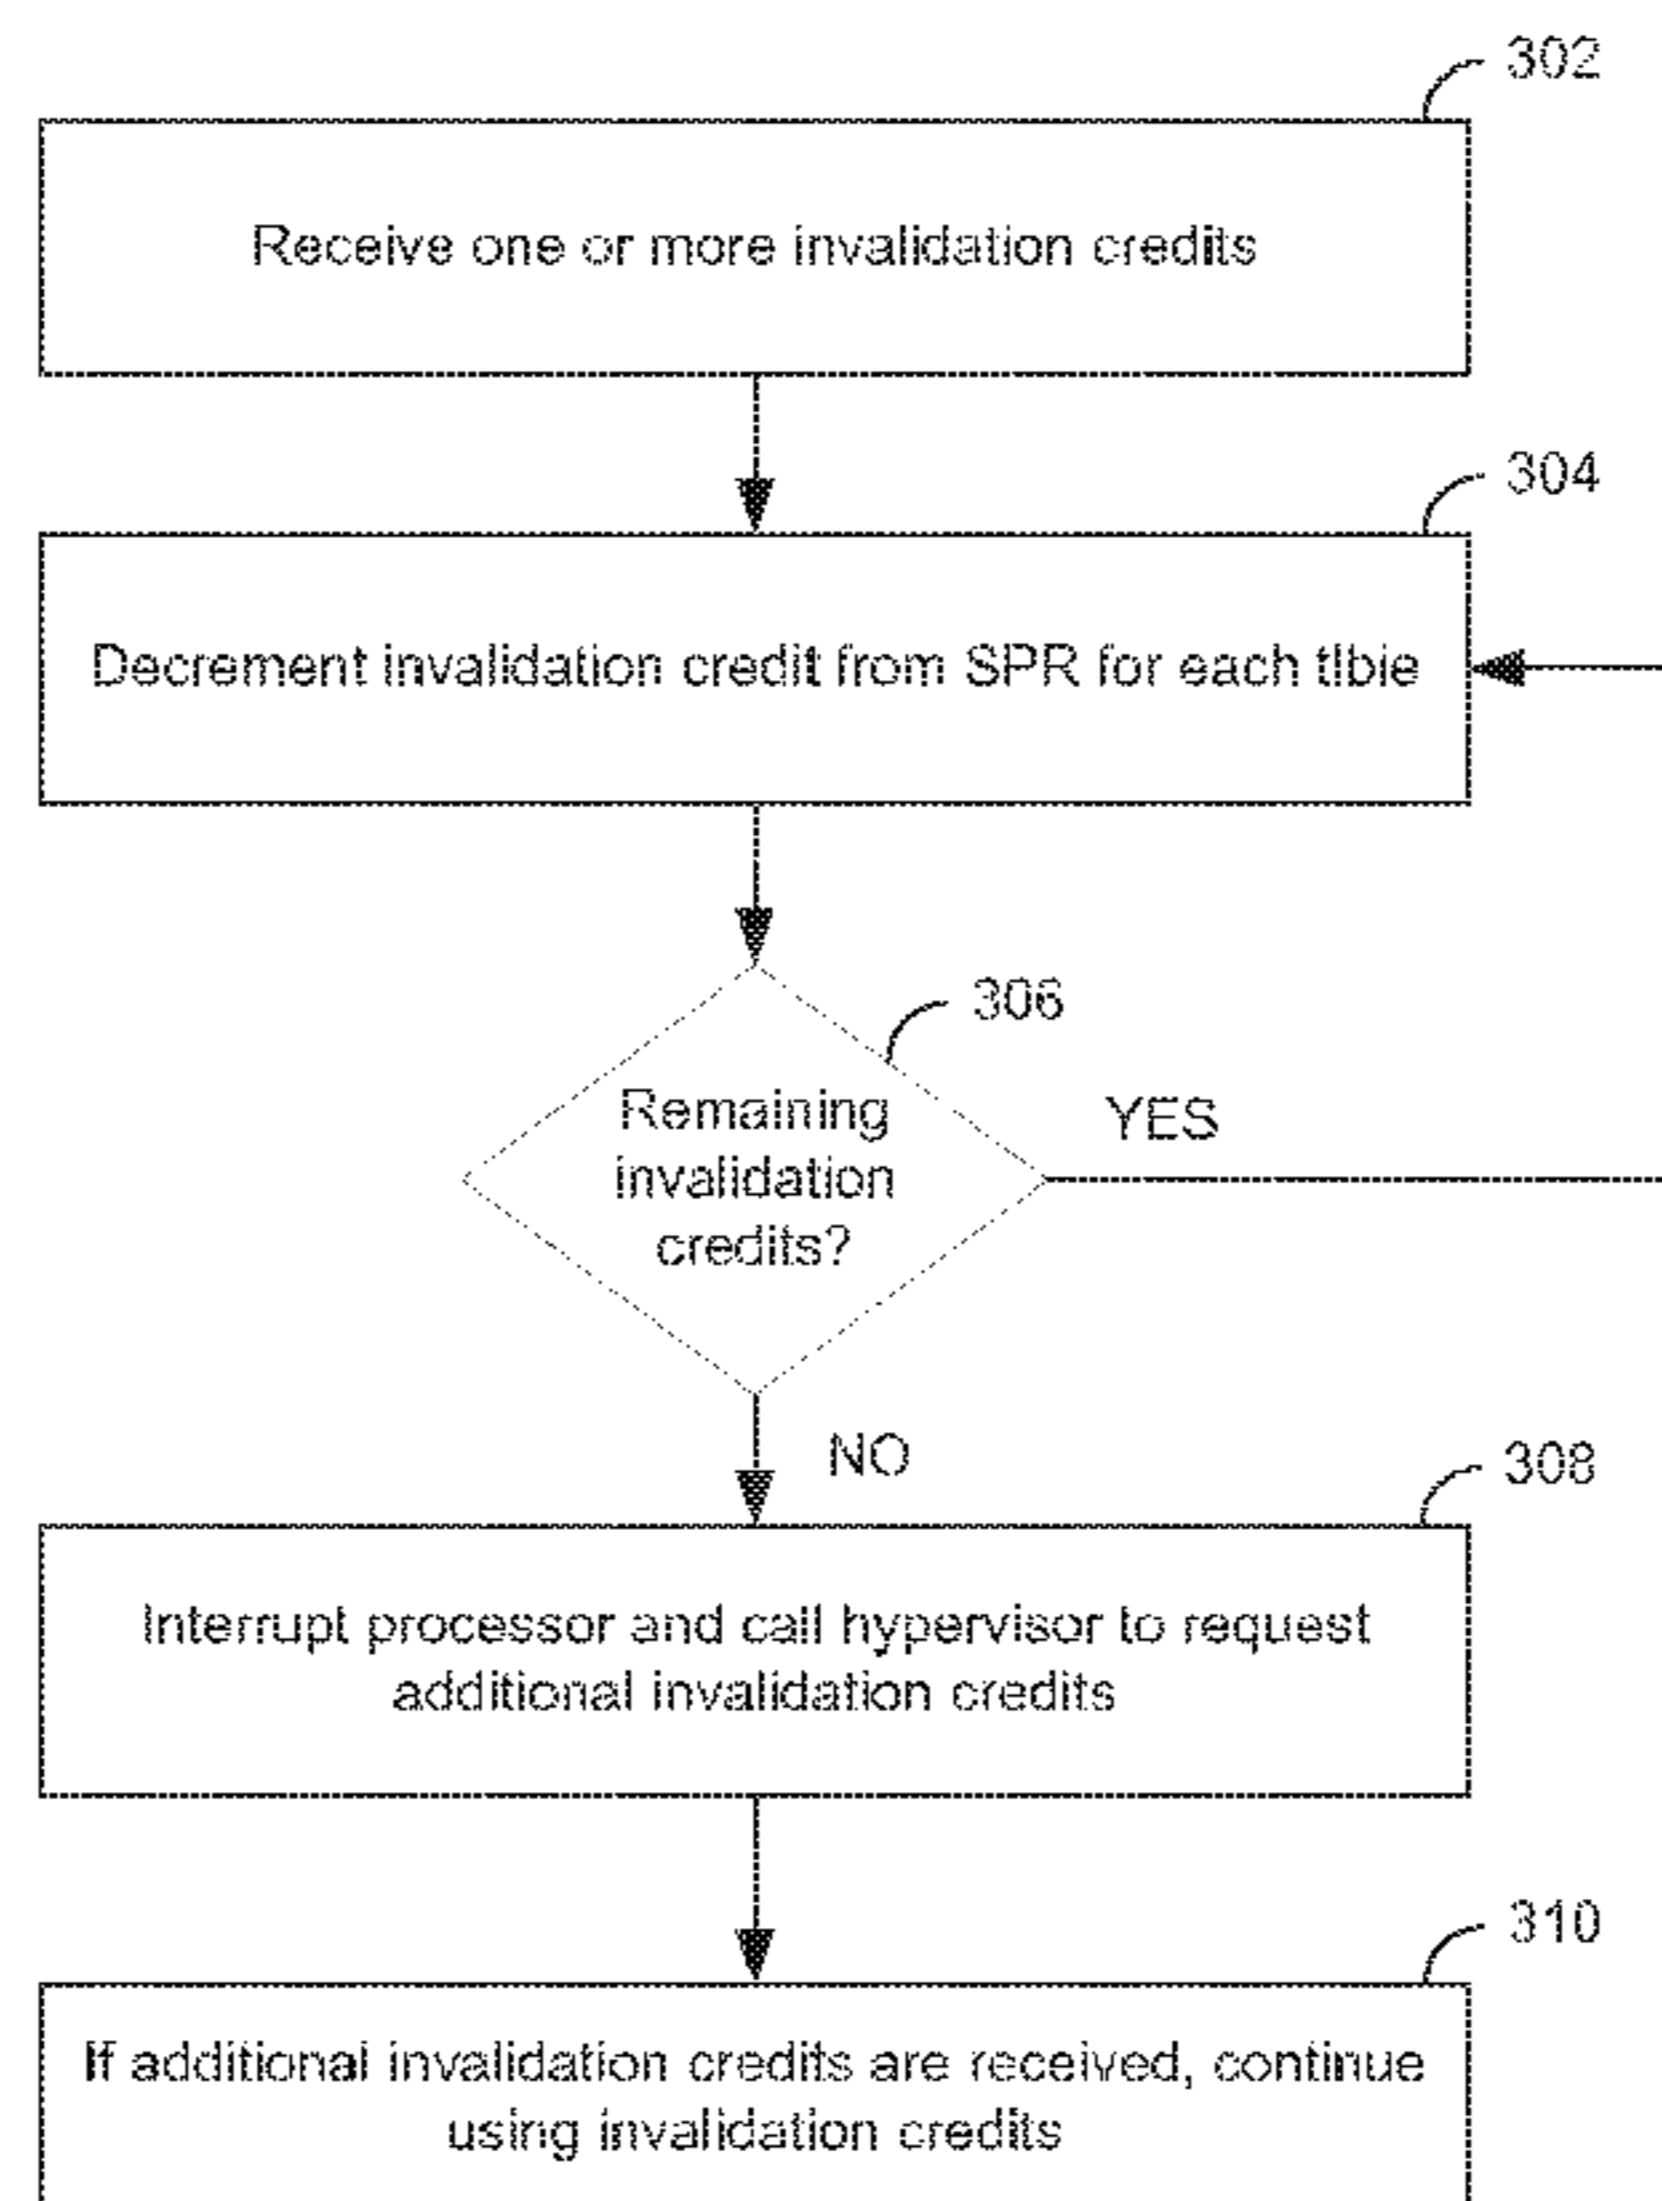 302
Receive one or more invalidation credits
304
Decrement invalidation credit from SPR for each tlbie
306
Remaining
invalidation
credits?
YES
NO
308
Interrupt processor and call hypervisor to request
additional invalidation credits
310
If additional invalidation credits are received, continue
using invalidation credits